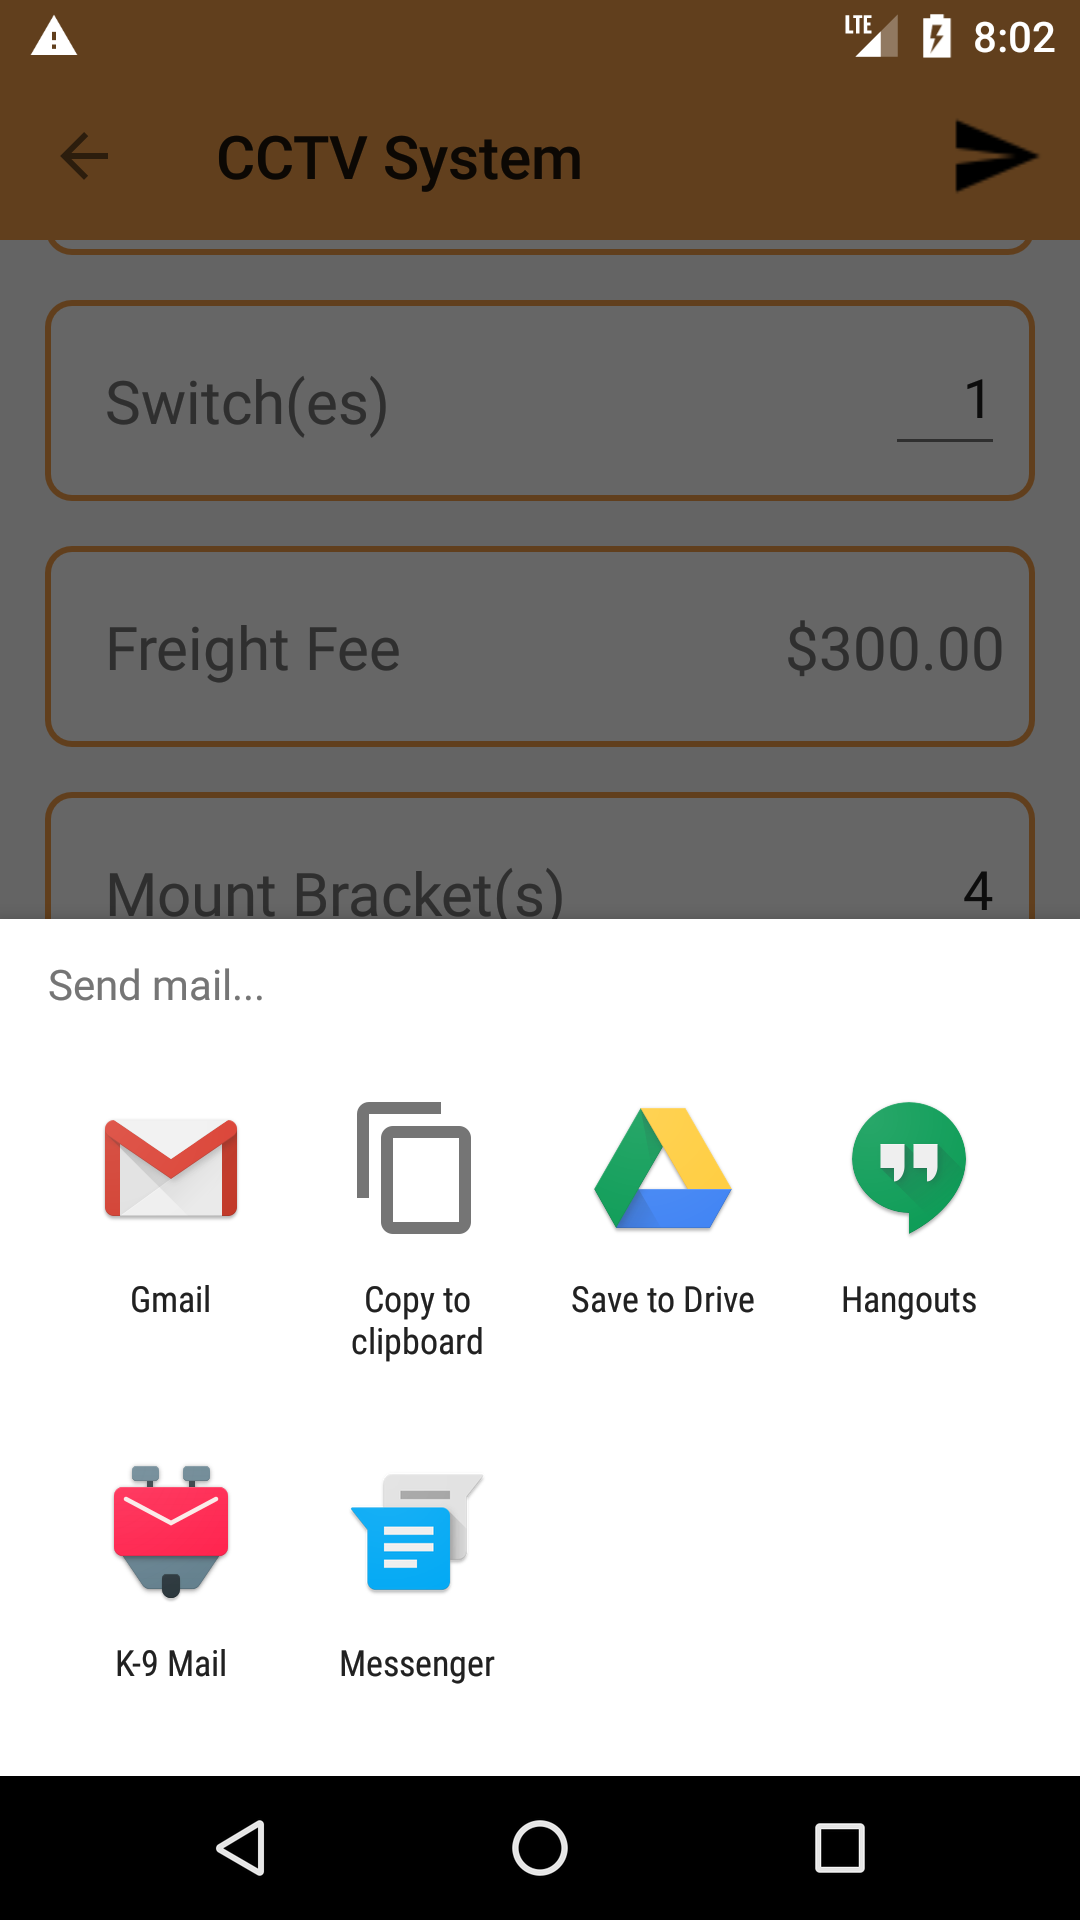 LTE 8:02
CCTV System
Switch(es) 1
Freight Fee $300.00
Mount Bracket(s) 4
Send mail...
Gmail
Copy to
clipboard
Save to Drive
Hangouts
K-9 Mail
Messenger